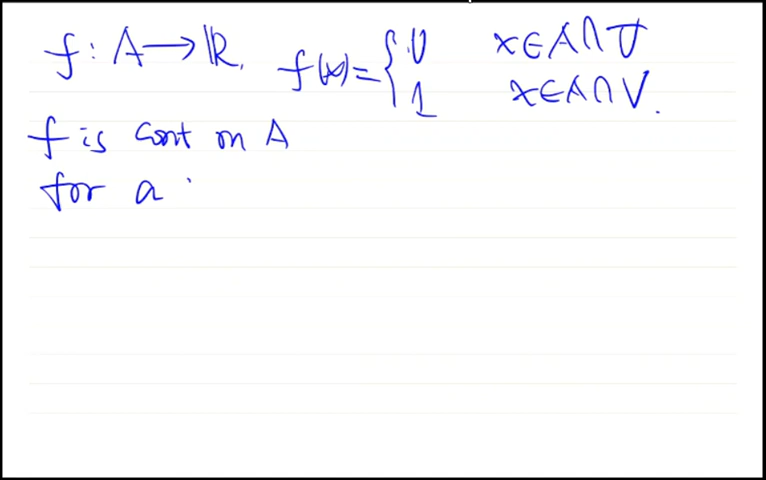 f : A → ℝ, f(x) = { 0 x ∈ A ∩ U
1 x ∈ A ∩ V.
f is cont on A
for a